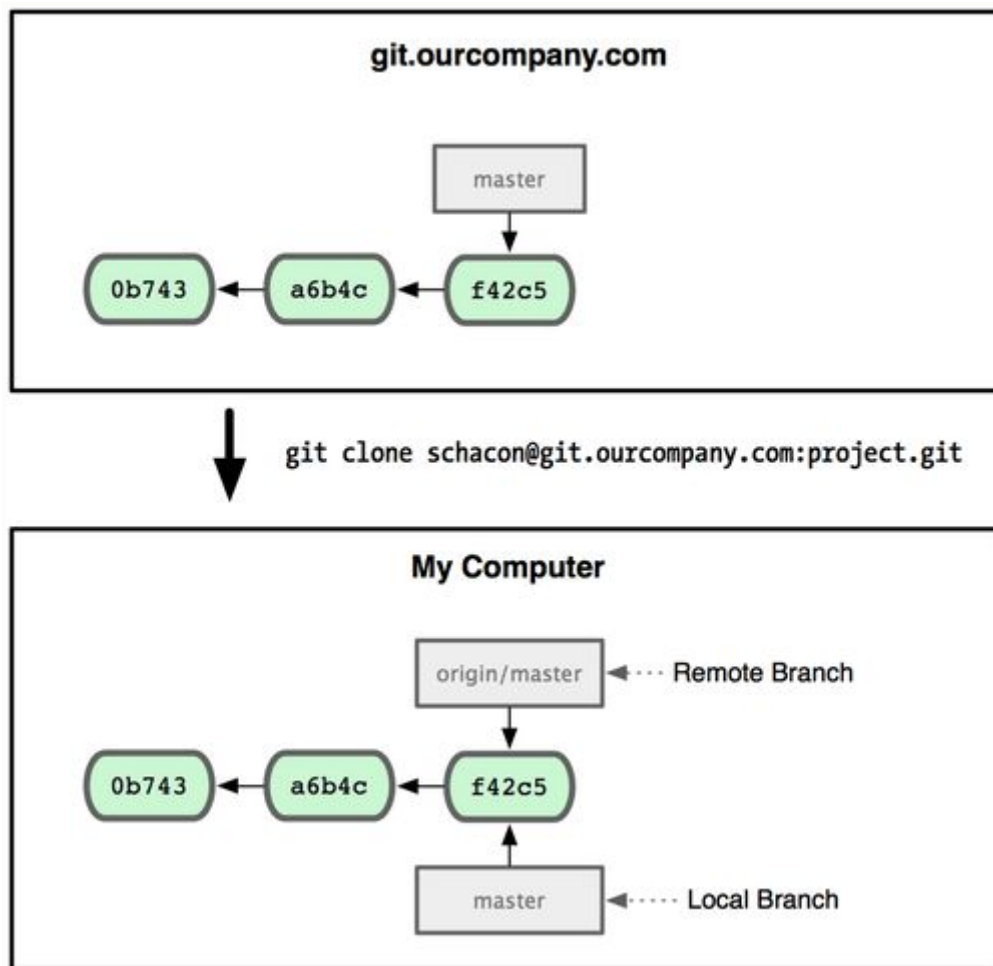 git.ourcompany.com
master
0b743 a6b4c f42c5
git clone schacon@git.ourcompany.com:project.git
My Computer
origin/master Remote Branch
0b743 a6b4c f42c5
master Local Branch